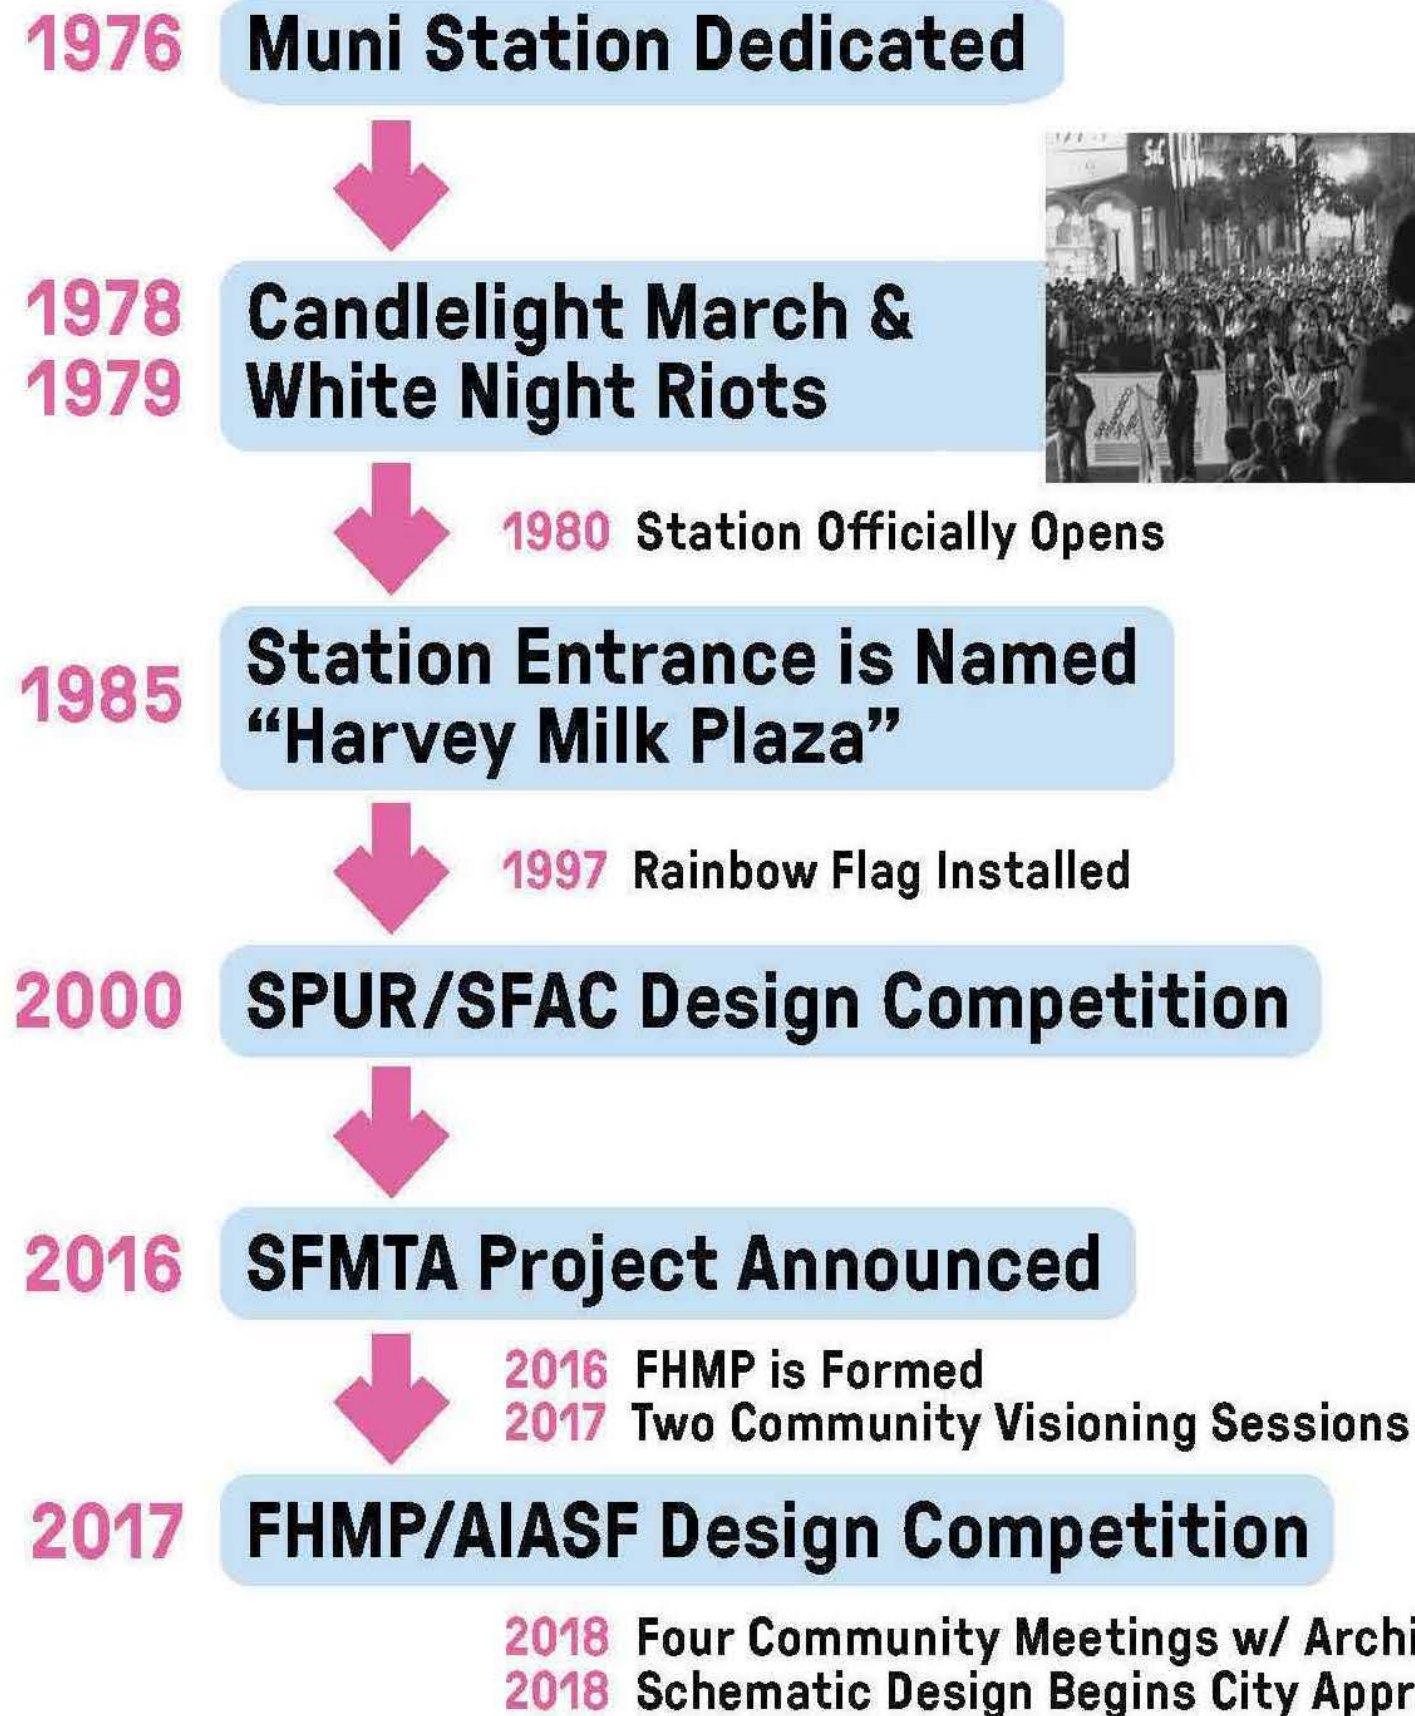 1976 Muni Station Dedicated
1978 Candlelight March &
1979 White Night Riots
1980 Station Officially Opens
1985
Station Entrance is Named
“Harvey Milk Plaza”
1997 Rainbow Flag Installed
2000 SPUR/SFAC Design Competition
2016 SFMTA Project Announced
2016 FHMP is Formed
2017 Two Community Visioning Sessions
2017 FHMP/AIASF Design Competition
2018 Four Community Meetings w/
2018 Schematic Design Begins City